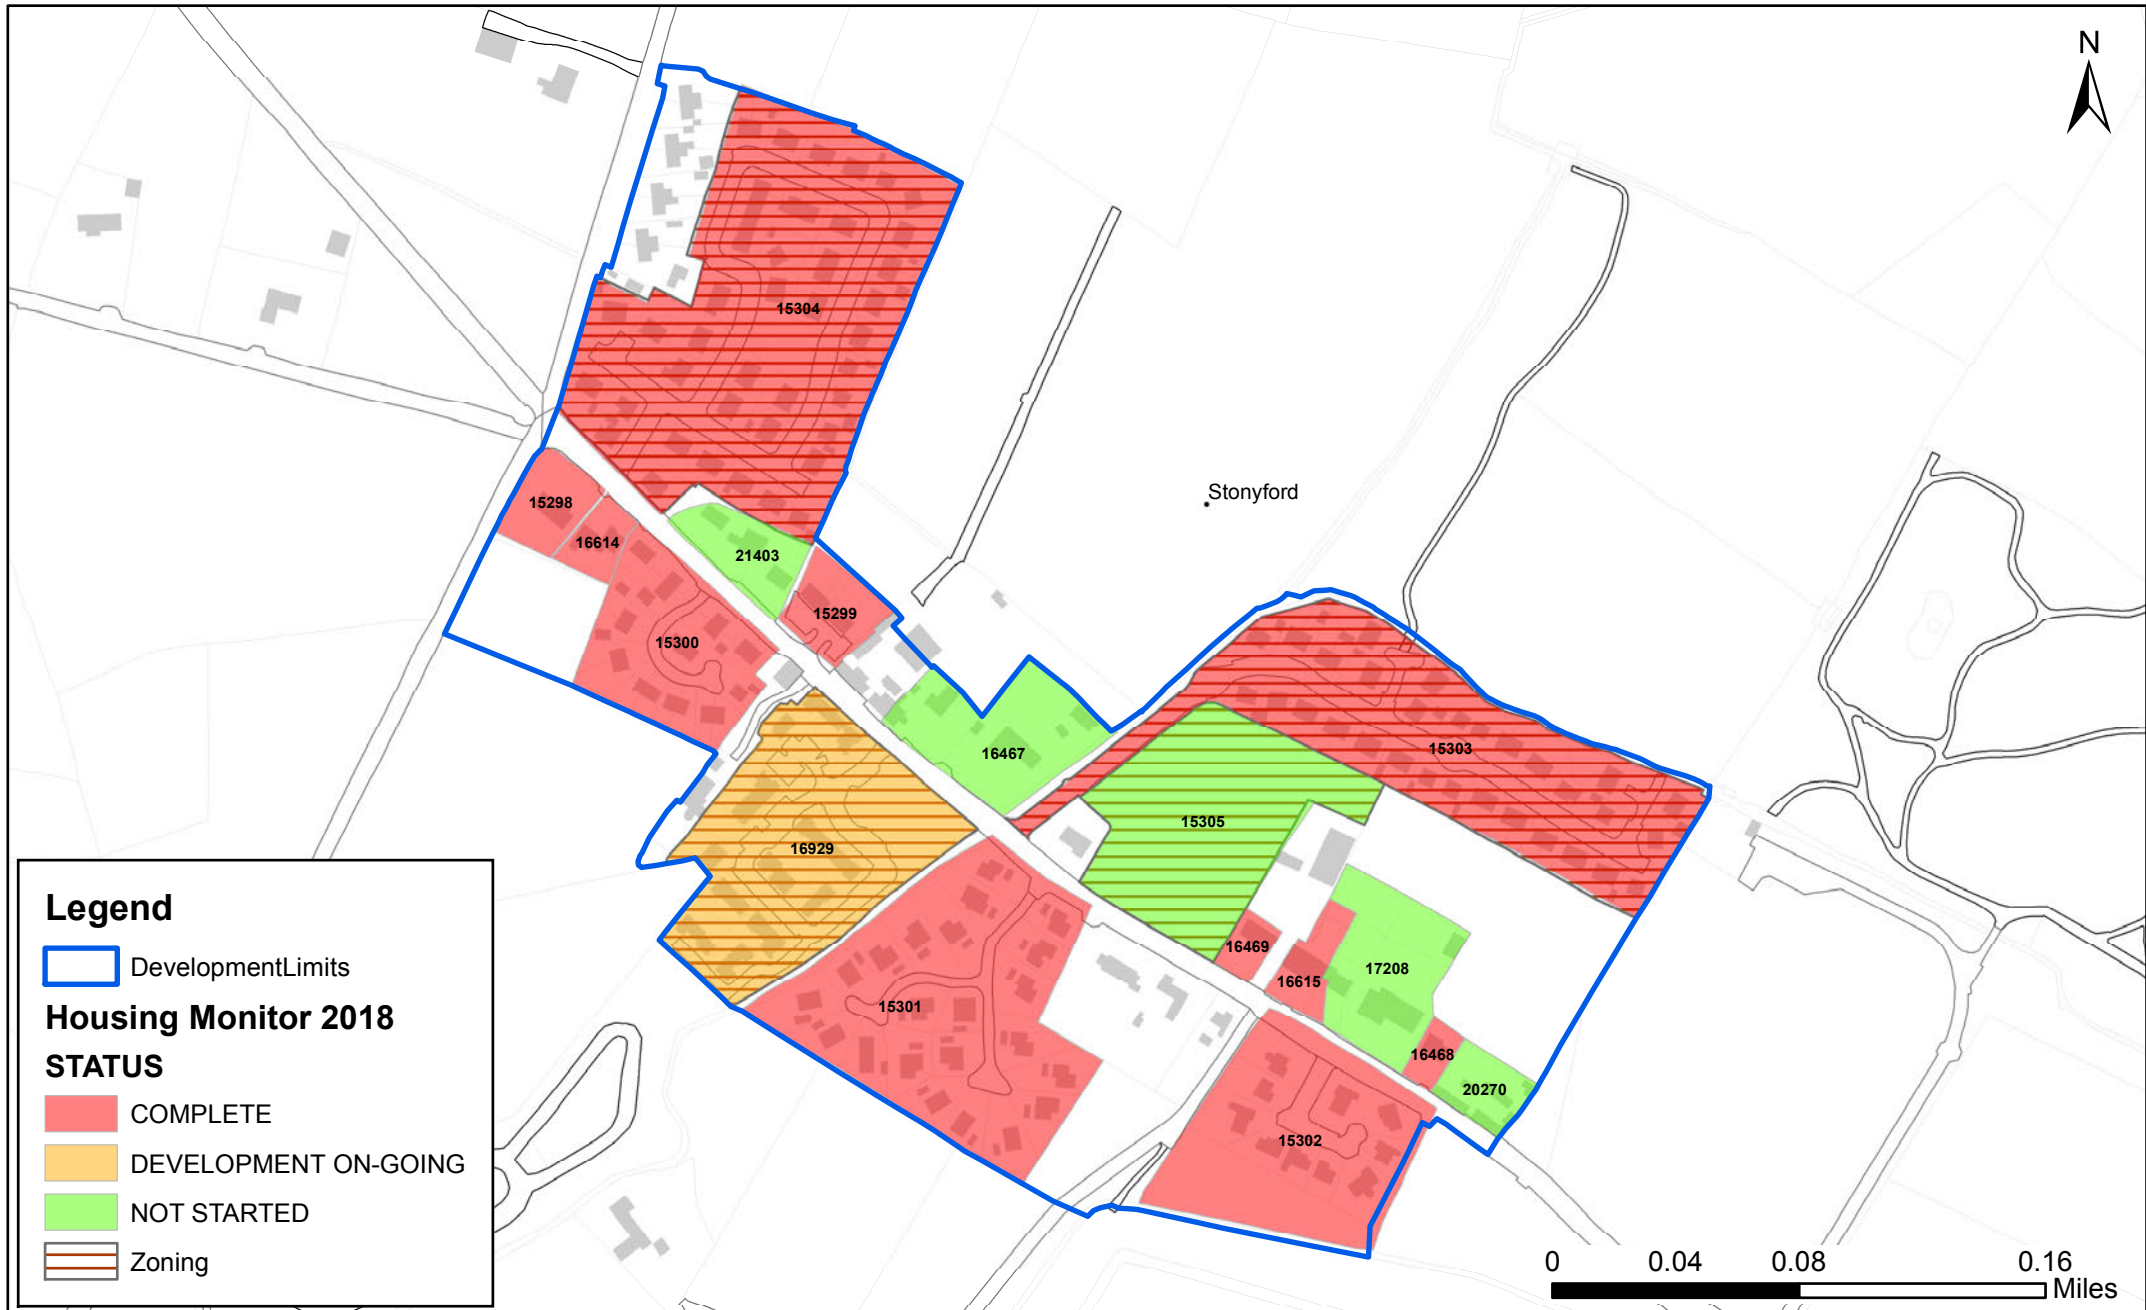 N
15304
Stonyford
15298
16614
21403
15299
15300
16467
15303
15305
16929
16469
17208
16615
15301
16468
20270
15302
Legend
DevelopmentLimits
Housing Monitor 2018
STATUS
COMPLETE
DEVELOPMENT ON-GOING
NOT STARTED
Zoning
0 0.04 0.08 0.16
Miles